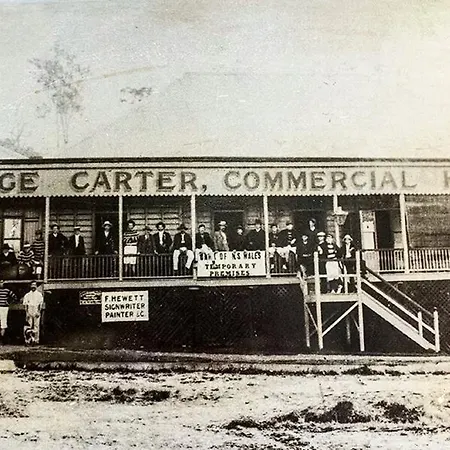 GE CARTER, COMMERCIAL H
BANK OF N.S. WALES
TEMPORARY
PREMISES
F. HEWETT
SIGNWRITER
PAINTER &C.